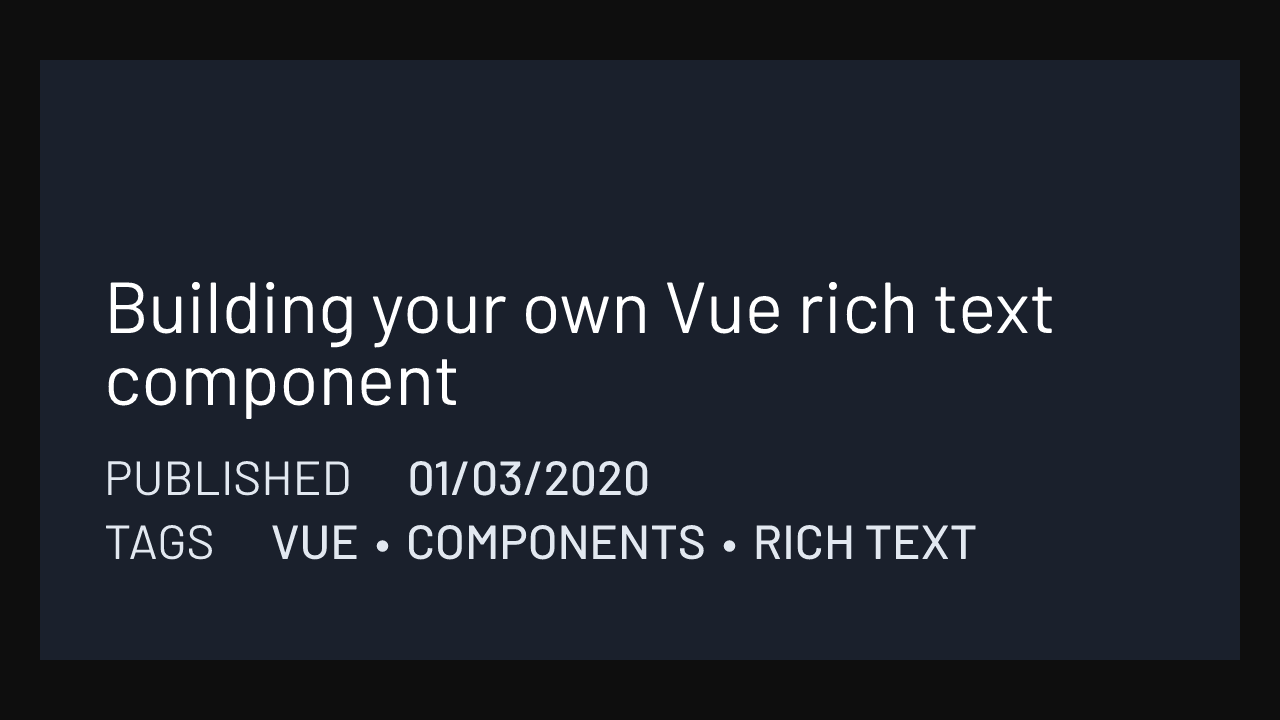 Building your own Vue rich text
component
PUBLISHED 01/03/2020
TAGS VUE • COMPONENTS • RICH TEXT